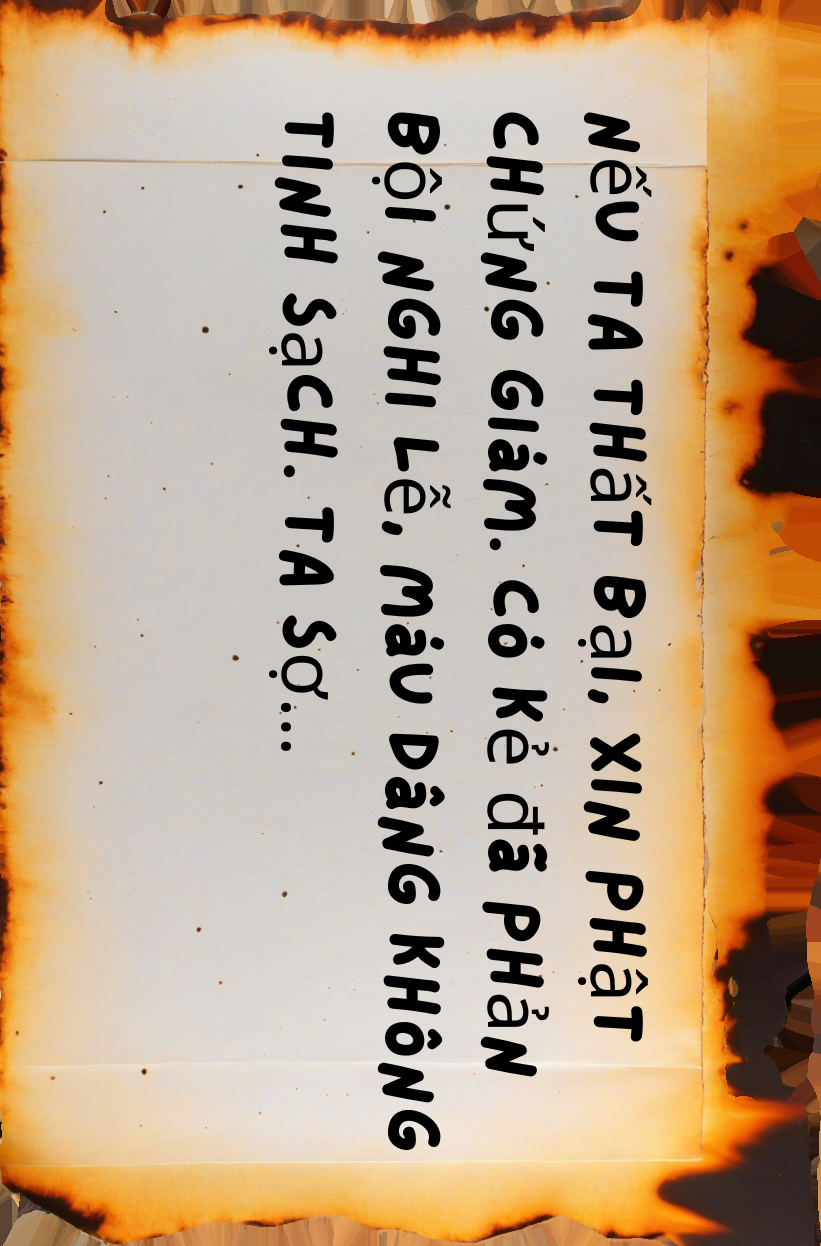 NếU TA THấT BạI, XIN PHậT
CHứNG GIáM. Có Kẻ đã PHảN
BộI NGHI Lễ, MáU DâNG KHÔNG
TINH SạCH. TA Sợ...